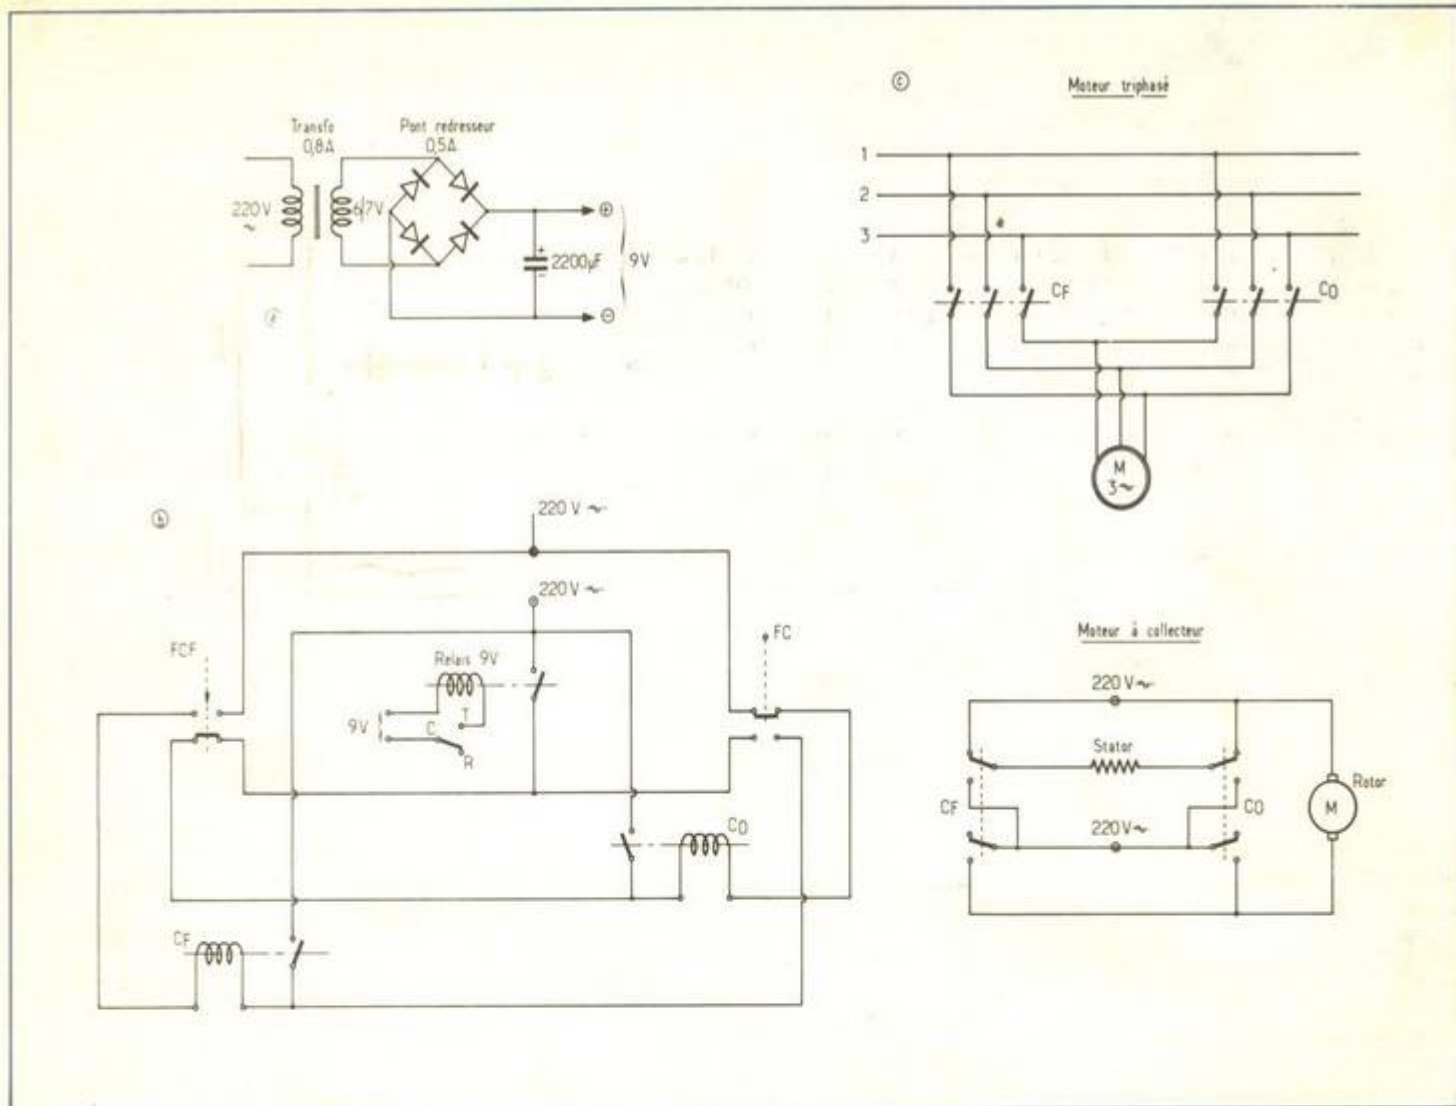 Transfo
0,8A
Pont redresseur
0,5A
220V
~
6/7V
+
2200µF
-
⊕
9V
⊖
ⓒ
Moteur triphasé
1
2
3
CF
CO
M
3~
ⓑ
220 V ~
220 V ~
FCF
FC
Relais 9V
9V
T
C
R
CO
CF
Moteur à collecteur
220 V~
Stator
CF
CO
Rotor
M
220 V~